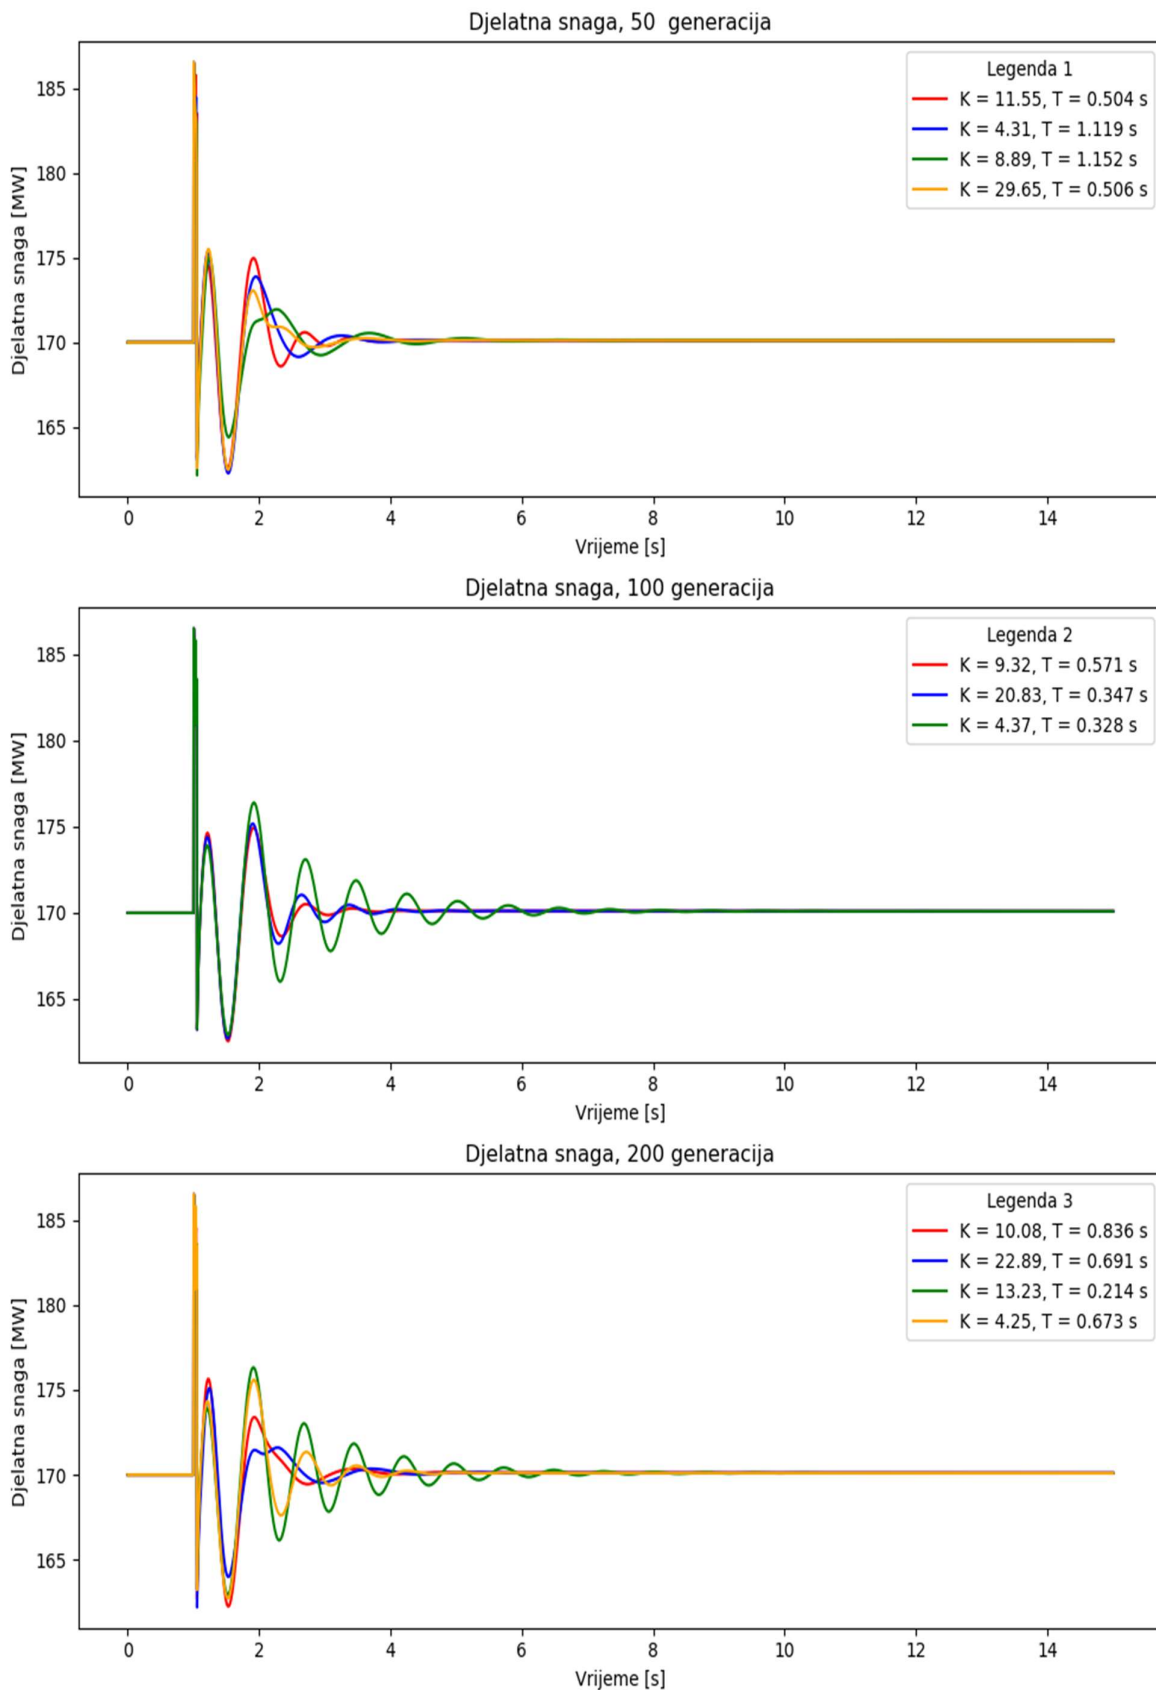 Djelatna snaga, 50  generacija
Djelatna snaga [MW]
185
180
175
170
165
Legenda 1
K = 11.55, T = 0.504 s
K = 4.31, T = 1.119 s
K = 8.89, T = 1.152 s
K = 29.65, T = 0.506 s
0 2 4 6 8 10 12 14
Vrijeme [s]
Djelatna snaga, 100 generacija
Djelatna snaga [MW]
185
180
175
170
165
Legenda 2
K = 9.32, T = 0.571 s
K = 20.83, T = 0.347 s
K = 4.37, T = 0.328 s
0 2 4 6 8 10 12 14
Vrijeme [s]
Djelatna snaga, 200 generacija
Djelatna snaga [MW]
185
180
175
170
165
Legenda 3
K = 10.08, T = 0.836 s
K = 22.89, T = 0.691 s
K = 13.23, T = 0.214 s
K = 4.25, T = 0.673 s
0 2 4 6 8 10 12 14
Vrijeme [s]